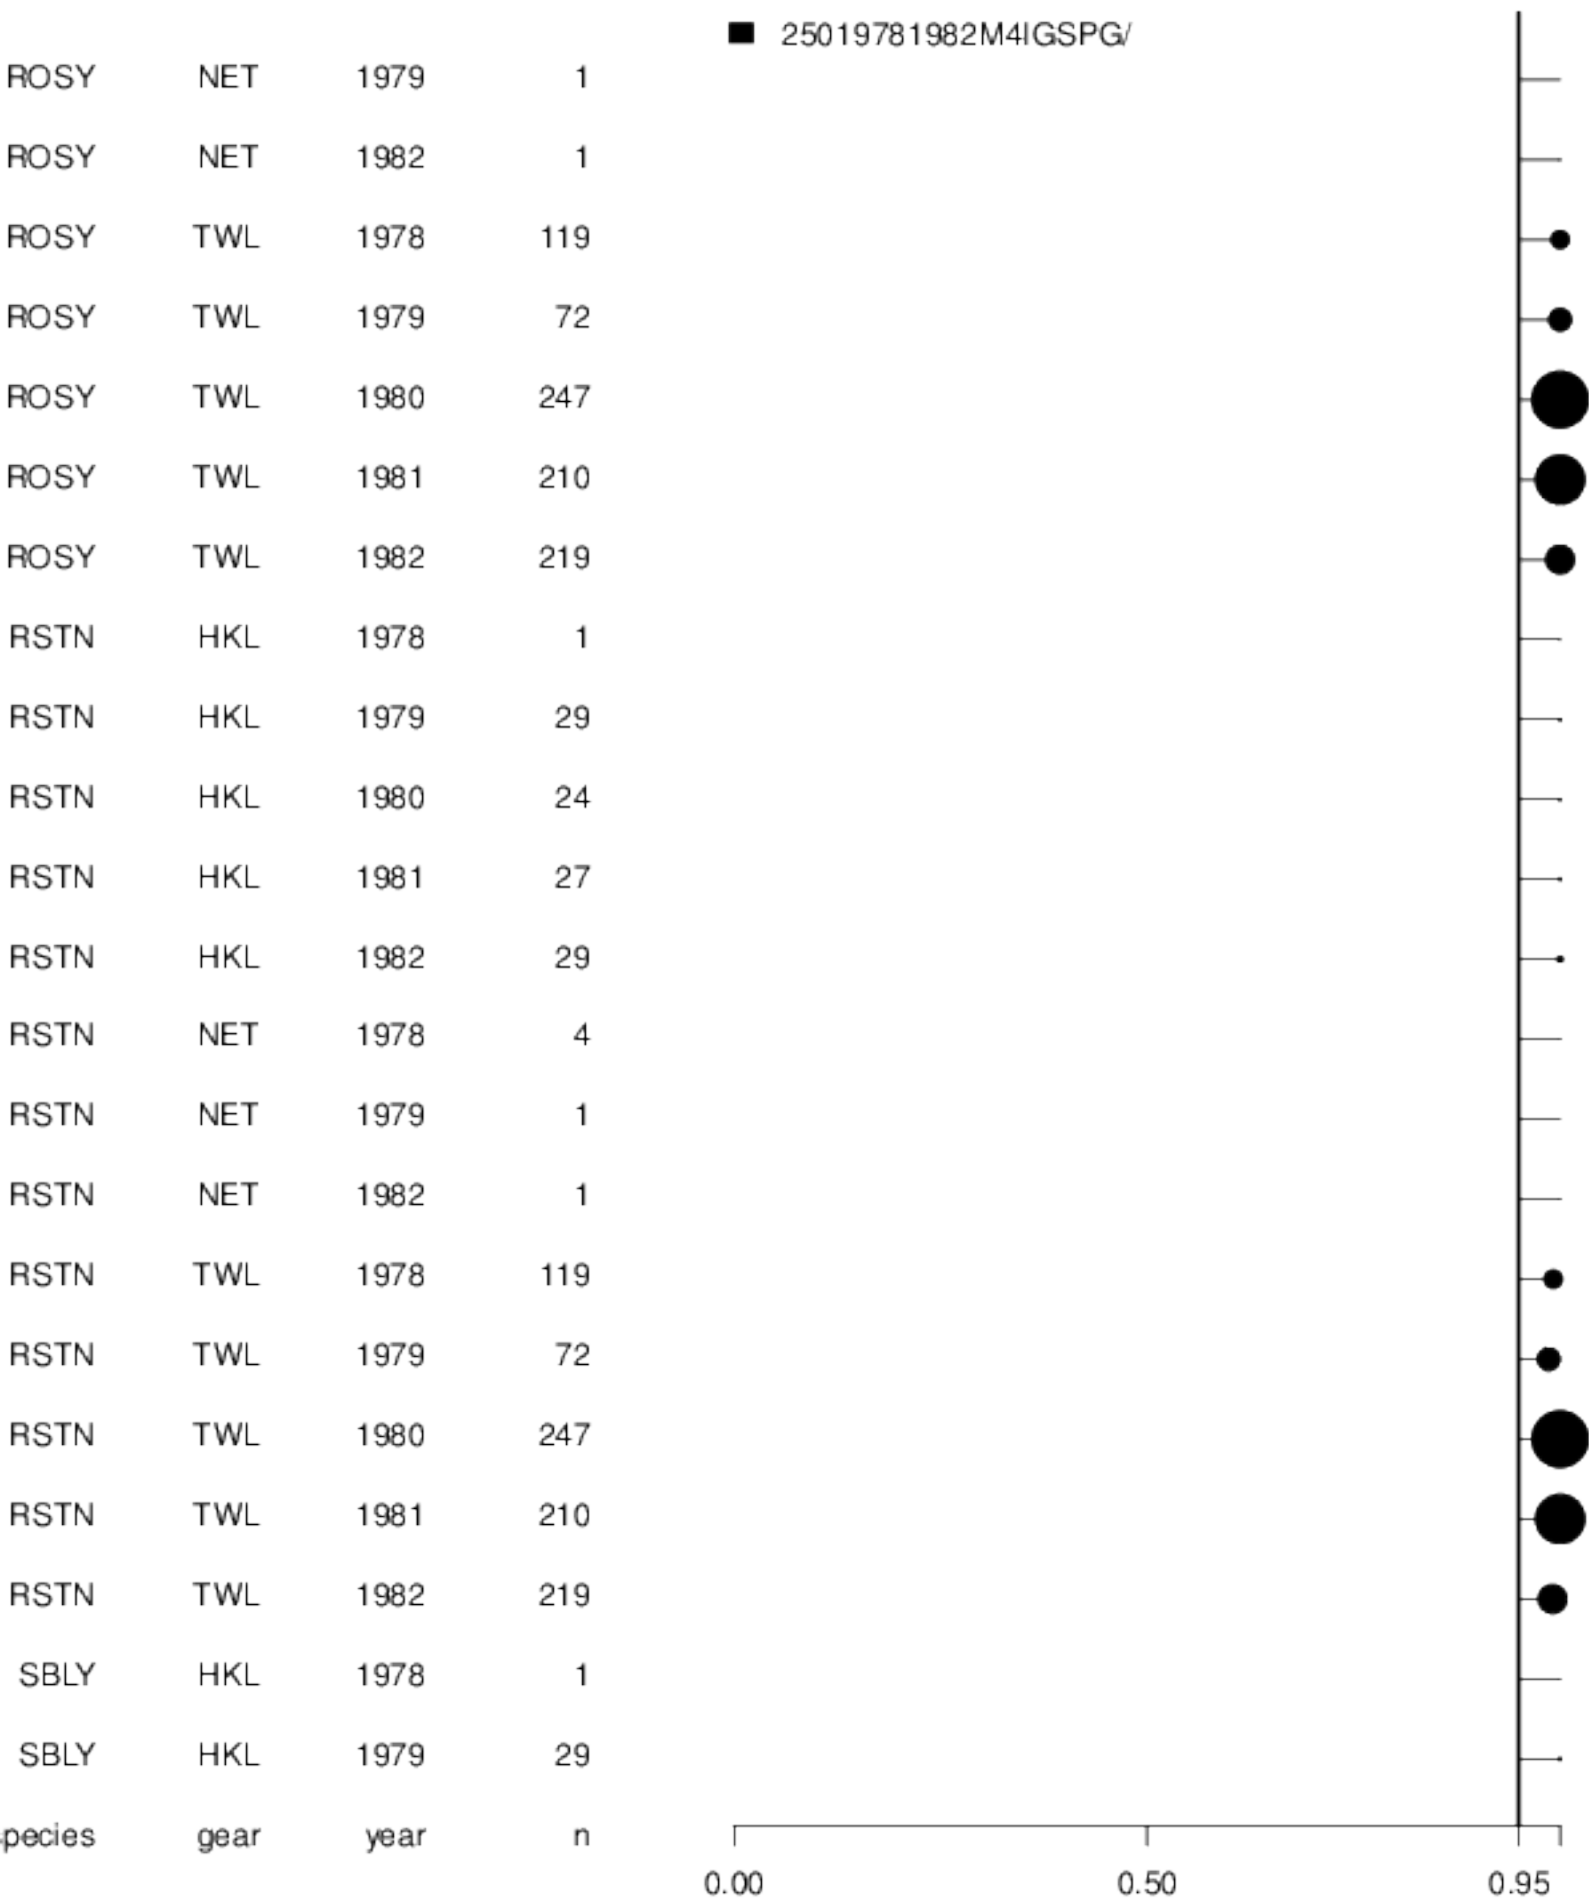 25019781982M4IGSPG/
ROSY NET 1979 1
ROSY NET 1982 1
ROSY TWL 1978 119
ROSY TWL 1979 72
ROSY TWL 1980 247
ROSY TWL 1981 210
ROSY TWL 1982 219
RSTN HKL 1978 1
RSTN HKL 1979 29
RSTN HKL 1980 24
RSTN HKL 1981 27
RSTN HKL 1982 29
RSTN NET 1978 4
RSTN NET 1979 1
RSTN NET 1982 1
RSTN TWL 1978 119
RSTN TWL 1979 72
RSTN TWL 1980 247
RSTN TWL 1981 210
RSTN TWL 1982 219
SBLY HKL 1978 1
SBLY HKL 1979 29
pecies gear year n
0.00 0.50 0.95